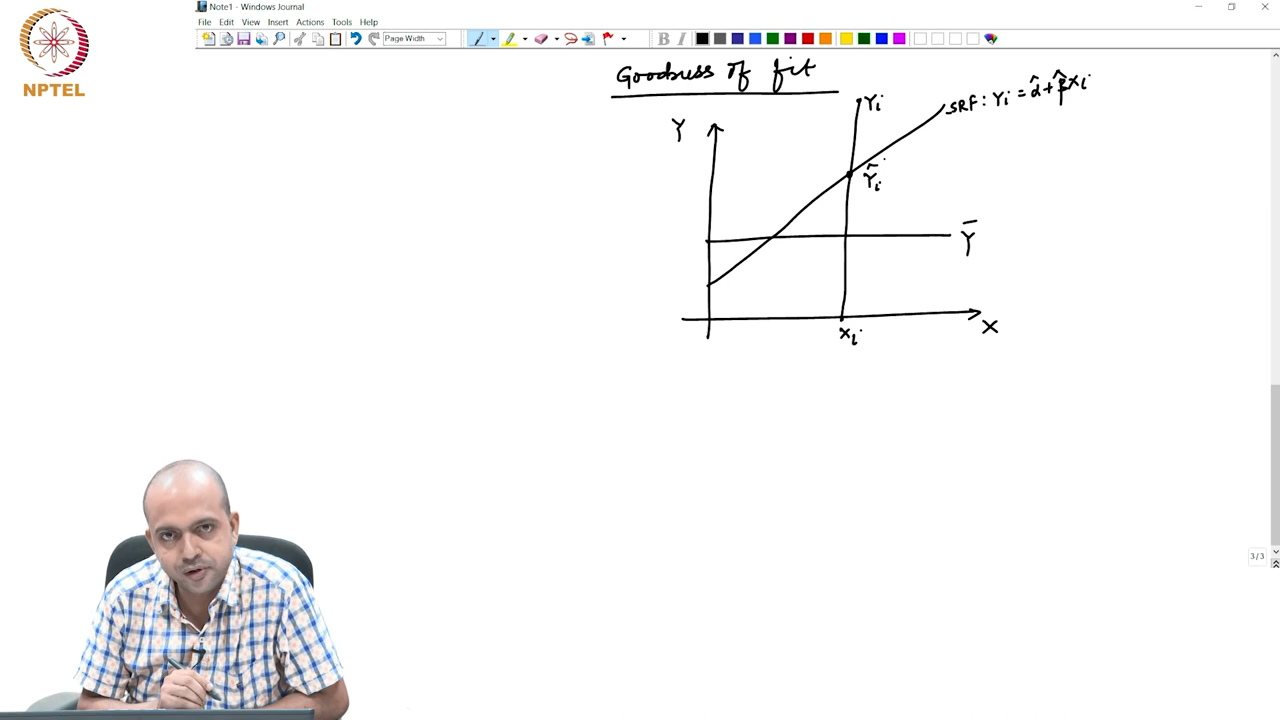 Note1 - Windows Journal
File Edit View Insert Actions Tools Help
Page Width
B I
NPTEL
Goodness of fit
Y
Yi
SRF: Yi = α̂ + β̂Xi
Ŷi
Ȳ
Xi
X
3/3